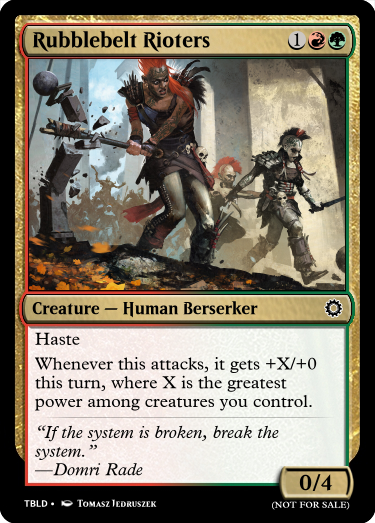 Rubblebelt Rioters 1
Creature — Human Berserker
Haste
Whenever this attacks, it gets +X/+0
this turn, where X is the greatest
power among creatures you control.
“If the system is broken, break the
system.”
—Domri Rade
0/4
TBLD • Tomasz Jedruszek (NOT FOR SALE)